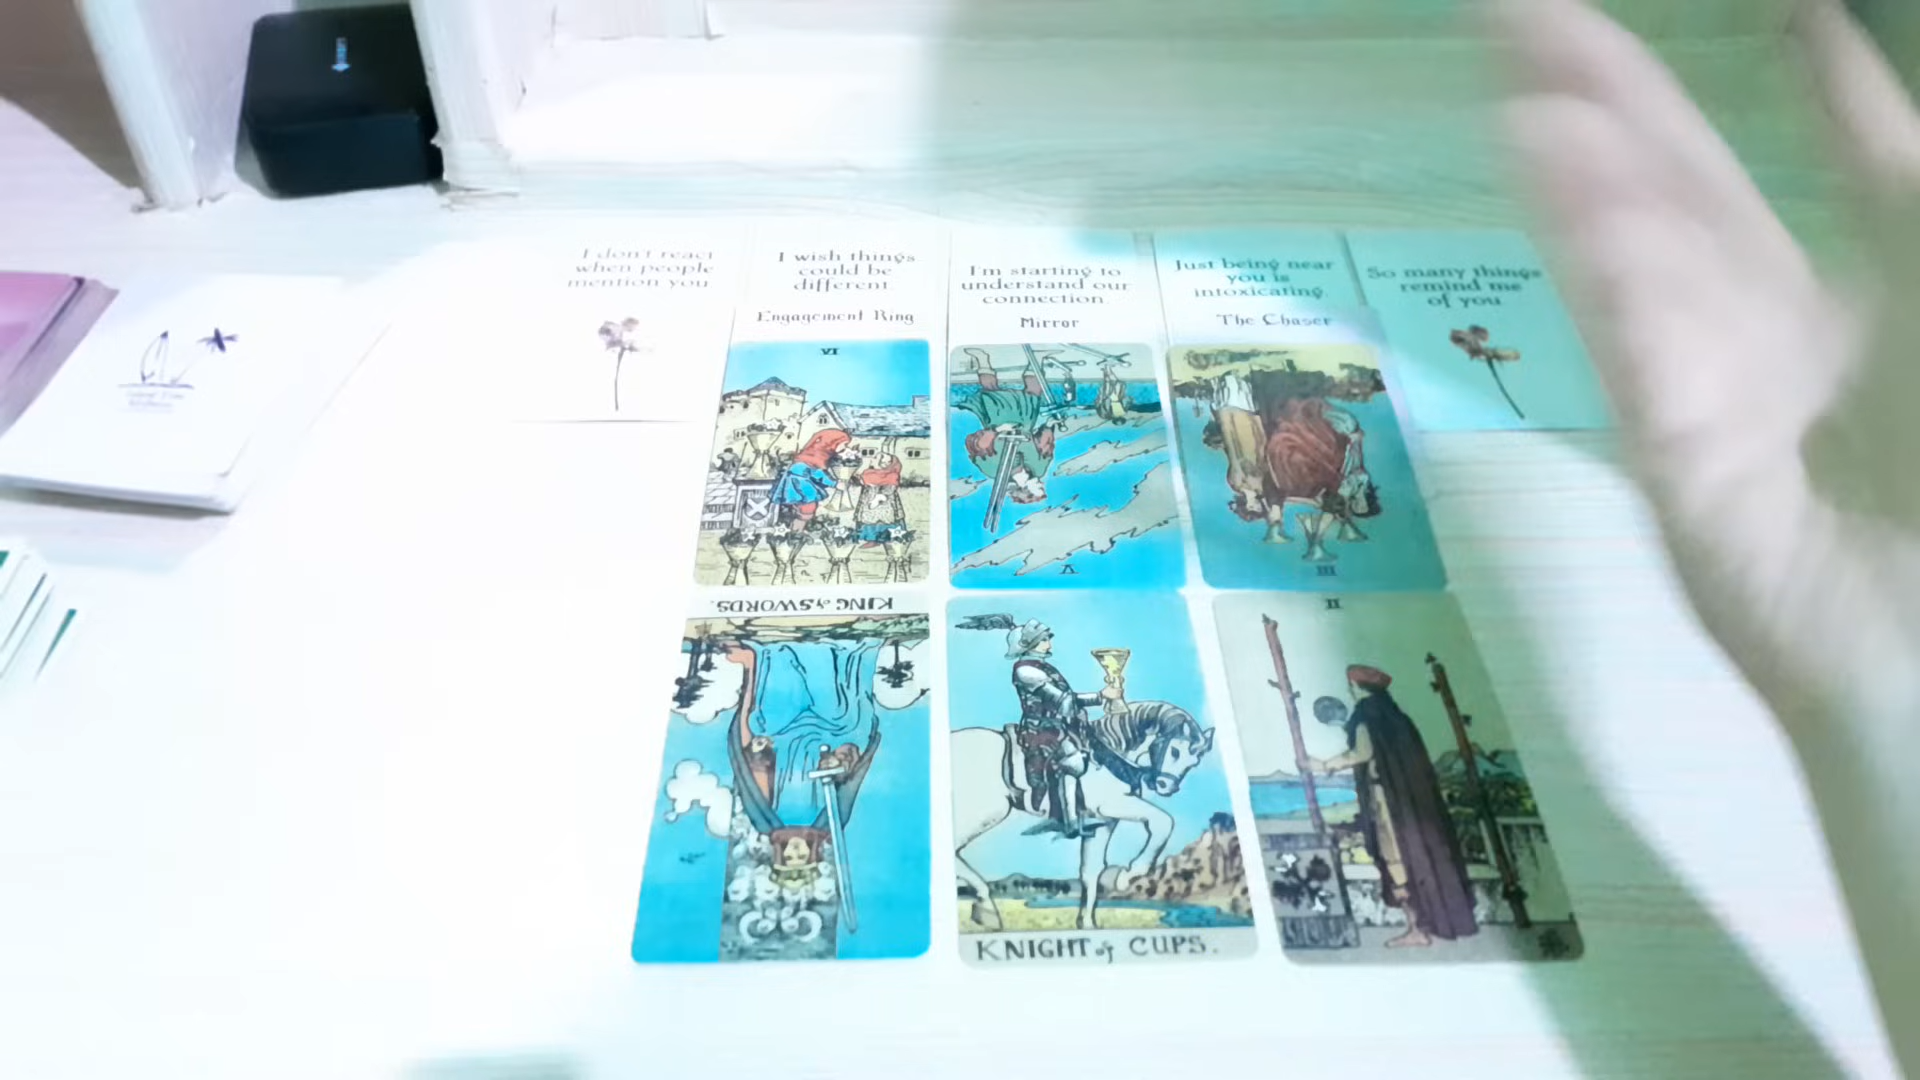 I don't react
when people
mention you
I wish things
could be
different.
Engagement Ring
I'm starting to
understand our
connection.
Mirror
Just being near
you is
intoxicating.
The Chaser
So many things
remind me
of you
VI
V
III
KING of SWORDS.
KNIGHT of CUPS.
II